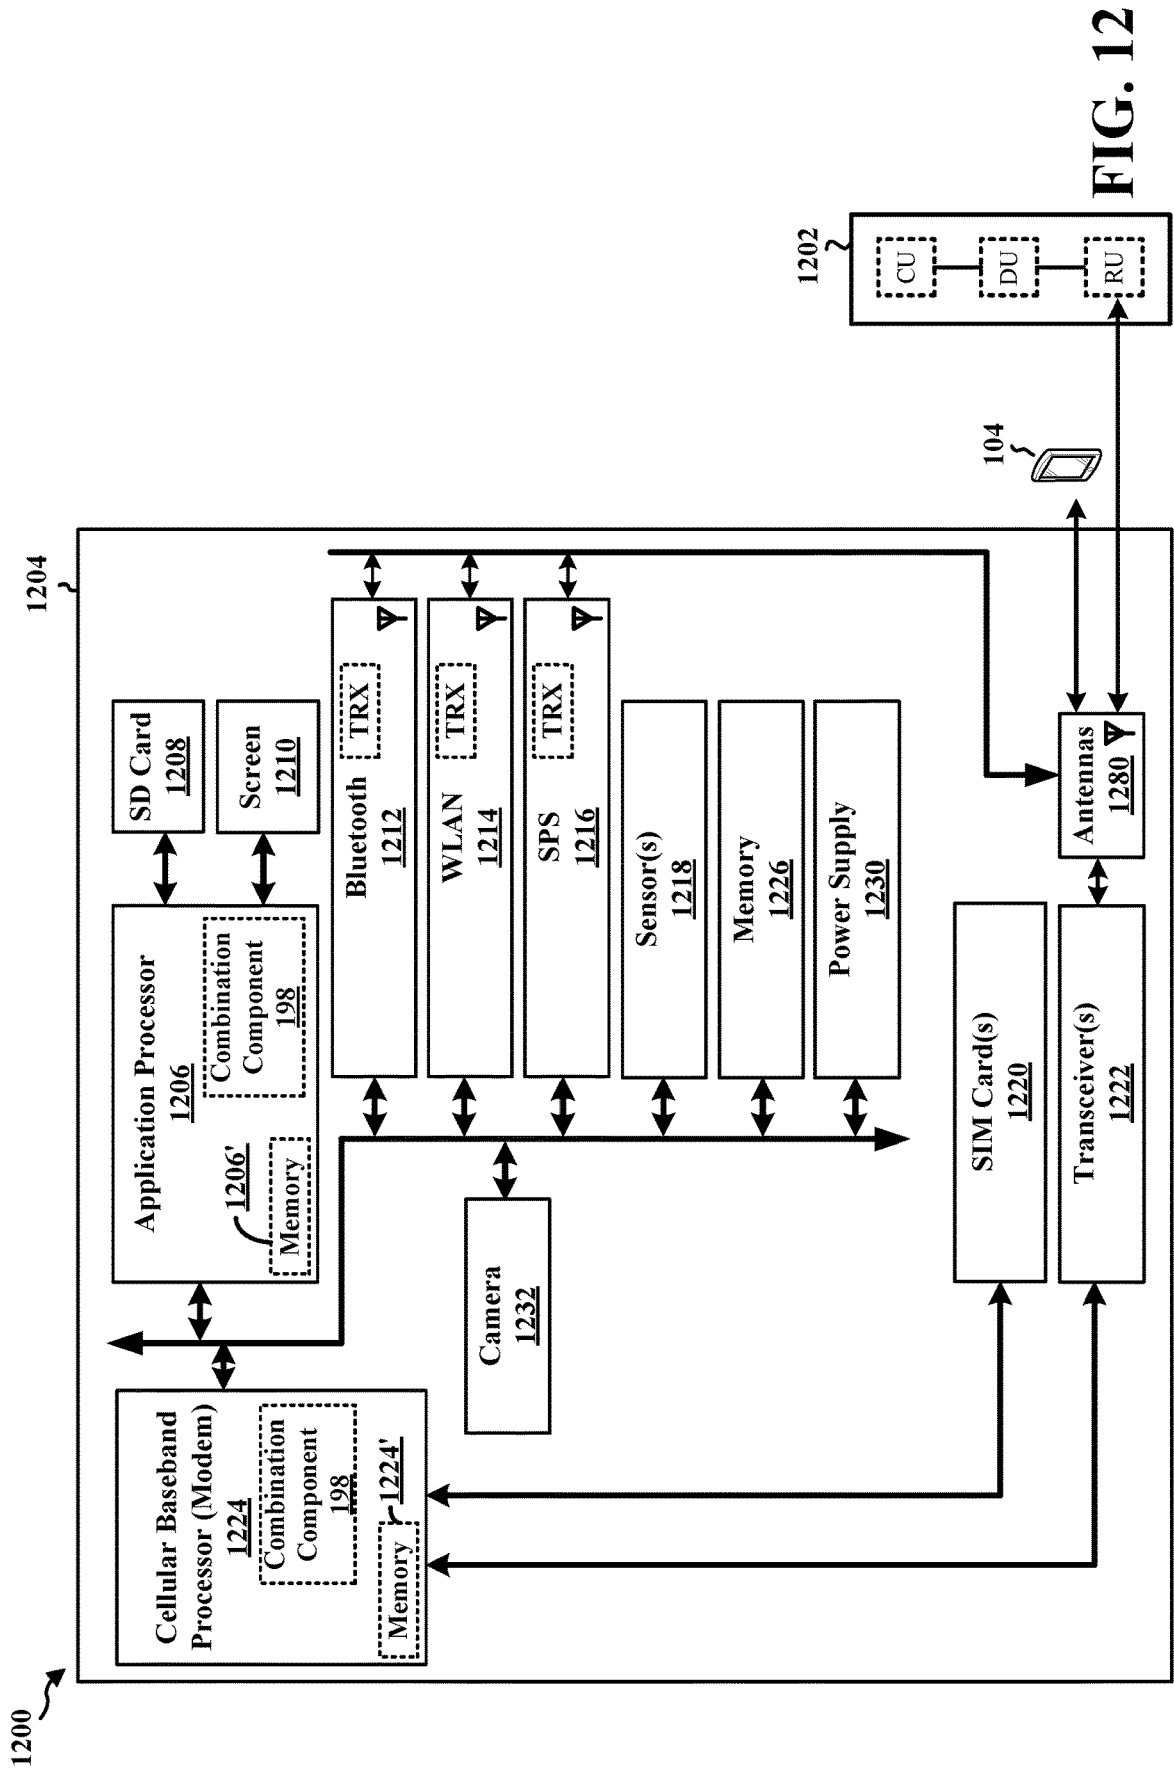 1200
1204
Cellular Baseband
Processor (Modem)
1224
Combination
Component
198
Memory
1224'
Application Processor
1206
Combination
Component
198
1206'
Memory
SD Card
1208
Screen
1210
Bluetooth
1212
TRX
WLAN
1214
TRX
SPS
1216
TRX
Camera
1232
Sensor(s)
1218
Memory
1226
Power Supply
1230
SIM Card(s)
1220
Transceiver(s)
1222
Antennas
1280
104
1202
CU
DU
RU
FIG. 12